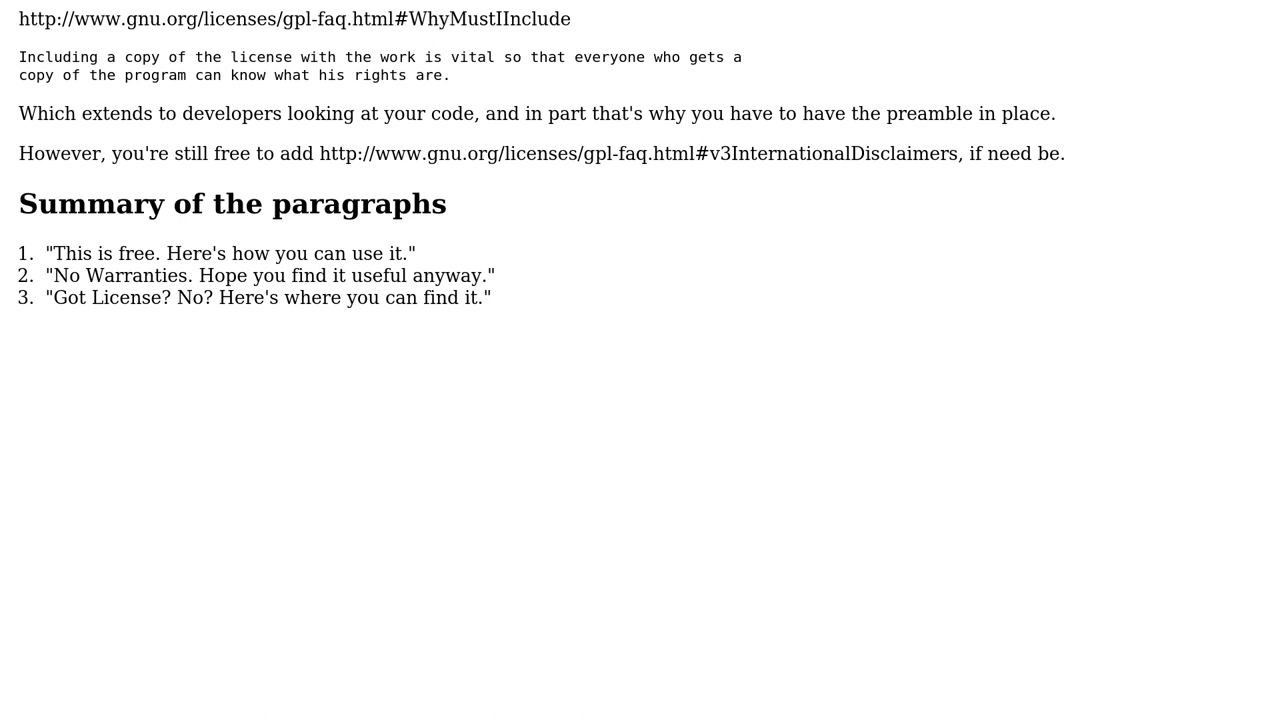 http://www.gnu.org/licenses/gpl-faq.html#WhyMustIInclude
Including a copy of the license with the work is vital so that everyone who gets a
copy of the program can know what his rights are.
Which extends to developers looking at your code, and in part that's why you have to have the preamble in place.
However, you're still free to add http://www.gnu.org/licenses/gpl-faq.html#v3InternationalDisclaimers, if need be.
Summary of the paragraphs
1. "This is free. Here's how you can use it."
2. "No Warranties. Hope you find it useful anyway."
3. "Got License? No? Here's where you can find it."